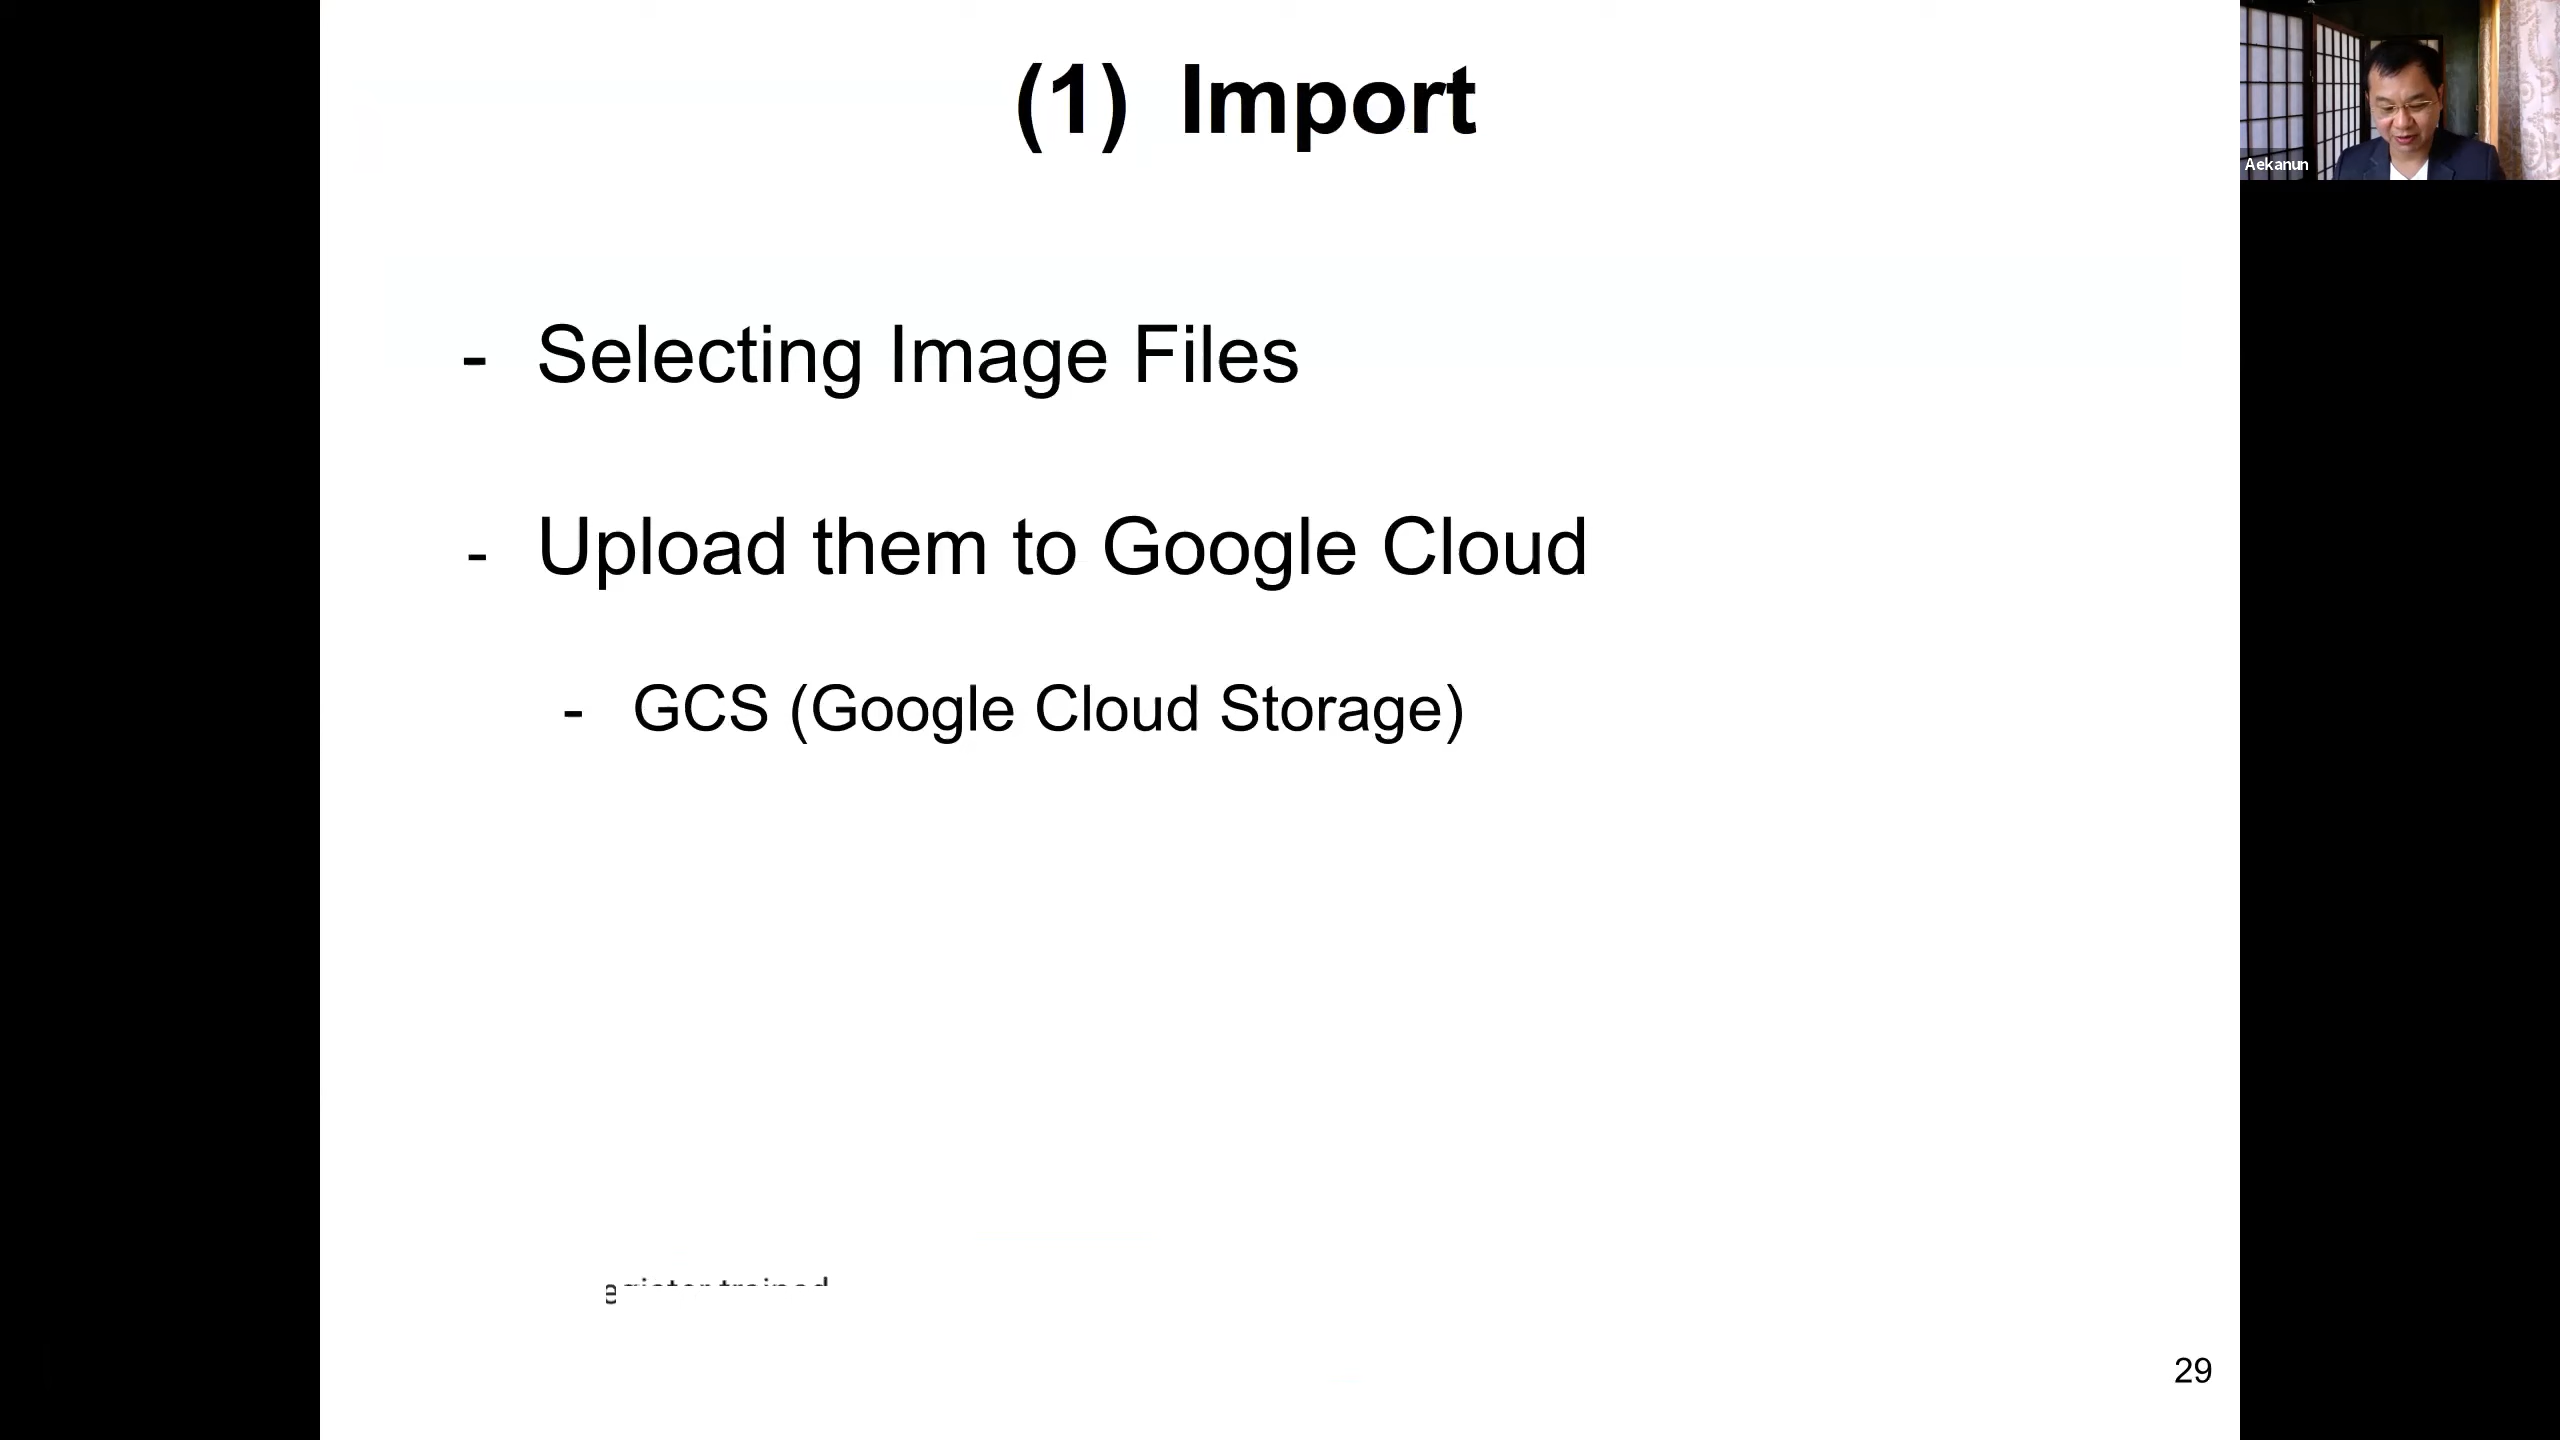 (1) Import
Aekanun
- Selecting Image Files
- Upload them to Google Cloud
- GCS (Google Cloud Storage)
29